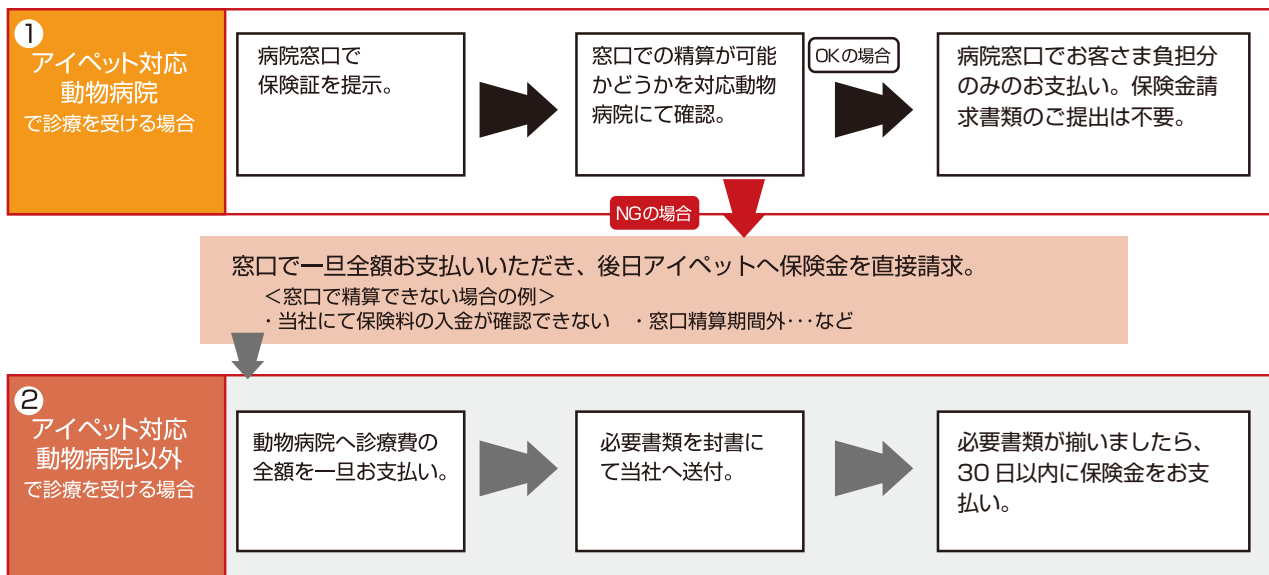 ①
アイペット対応
動物病院
で診療を受ける場合
病院窓口で
保険証を提示。
窓口での精算が可能
かどうかを対応動物
病院にて確認。
OKの場合
病院窓口でお客さま負担分
のみのお支払い。保険金請
求書類のご提出は不要。
NGの場合
窓口で一旦全額お支払いいただき、後日アイペットへ保険金を直接請求。
＜窓口で精算できない場合の例＞
・当社にて保険料の入金が確認できない　・窓口精算期間外･･･など
②
アイペット対応
動物病院以外
で診療を受ける場合
動物病院へ診療費の
全額を一旦お支払い。
必要書類を封書に
て当社へ送付。
必要書類が揃いましたら、
30日以内に保険金をお支
払い。